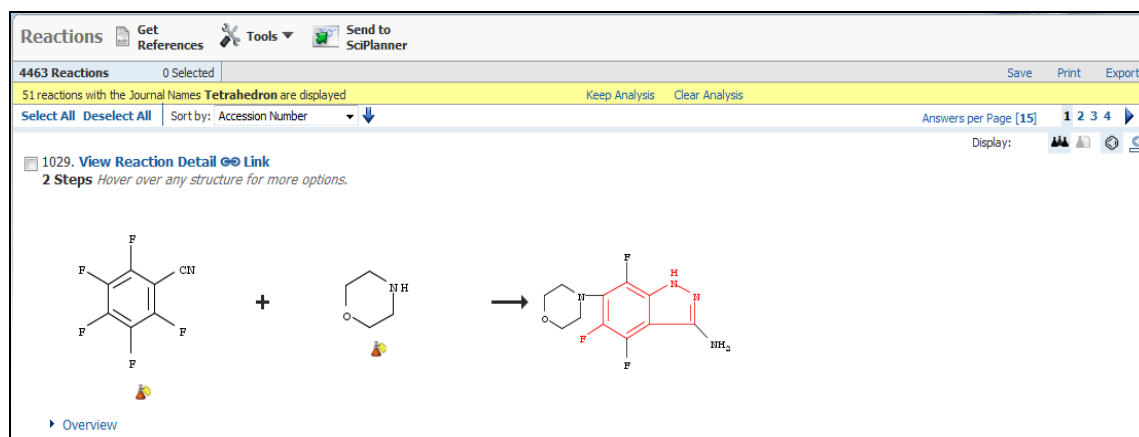 Reactions Get References Tools Send to SciPlanner
4463 Reactions 0 Selected Save Print Export
51 reactions with the Journal Names Tetrahedron are displayed Keep Analysis Clear Analysis
Select All Deselect All Sort by: Accession Number Answers per Page [15] 1 2 3 4
Display:
1029. View Reaction Detail Link
2 Steps Hover over any structure for more options.
F
F CN
F F
F
+
NH
O
F H
N
N N
O
F
NH2
F
Overview